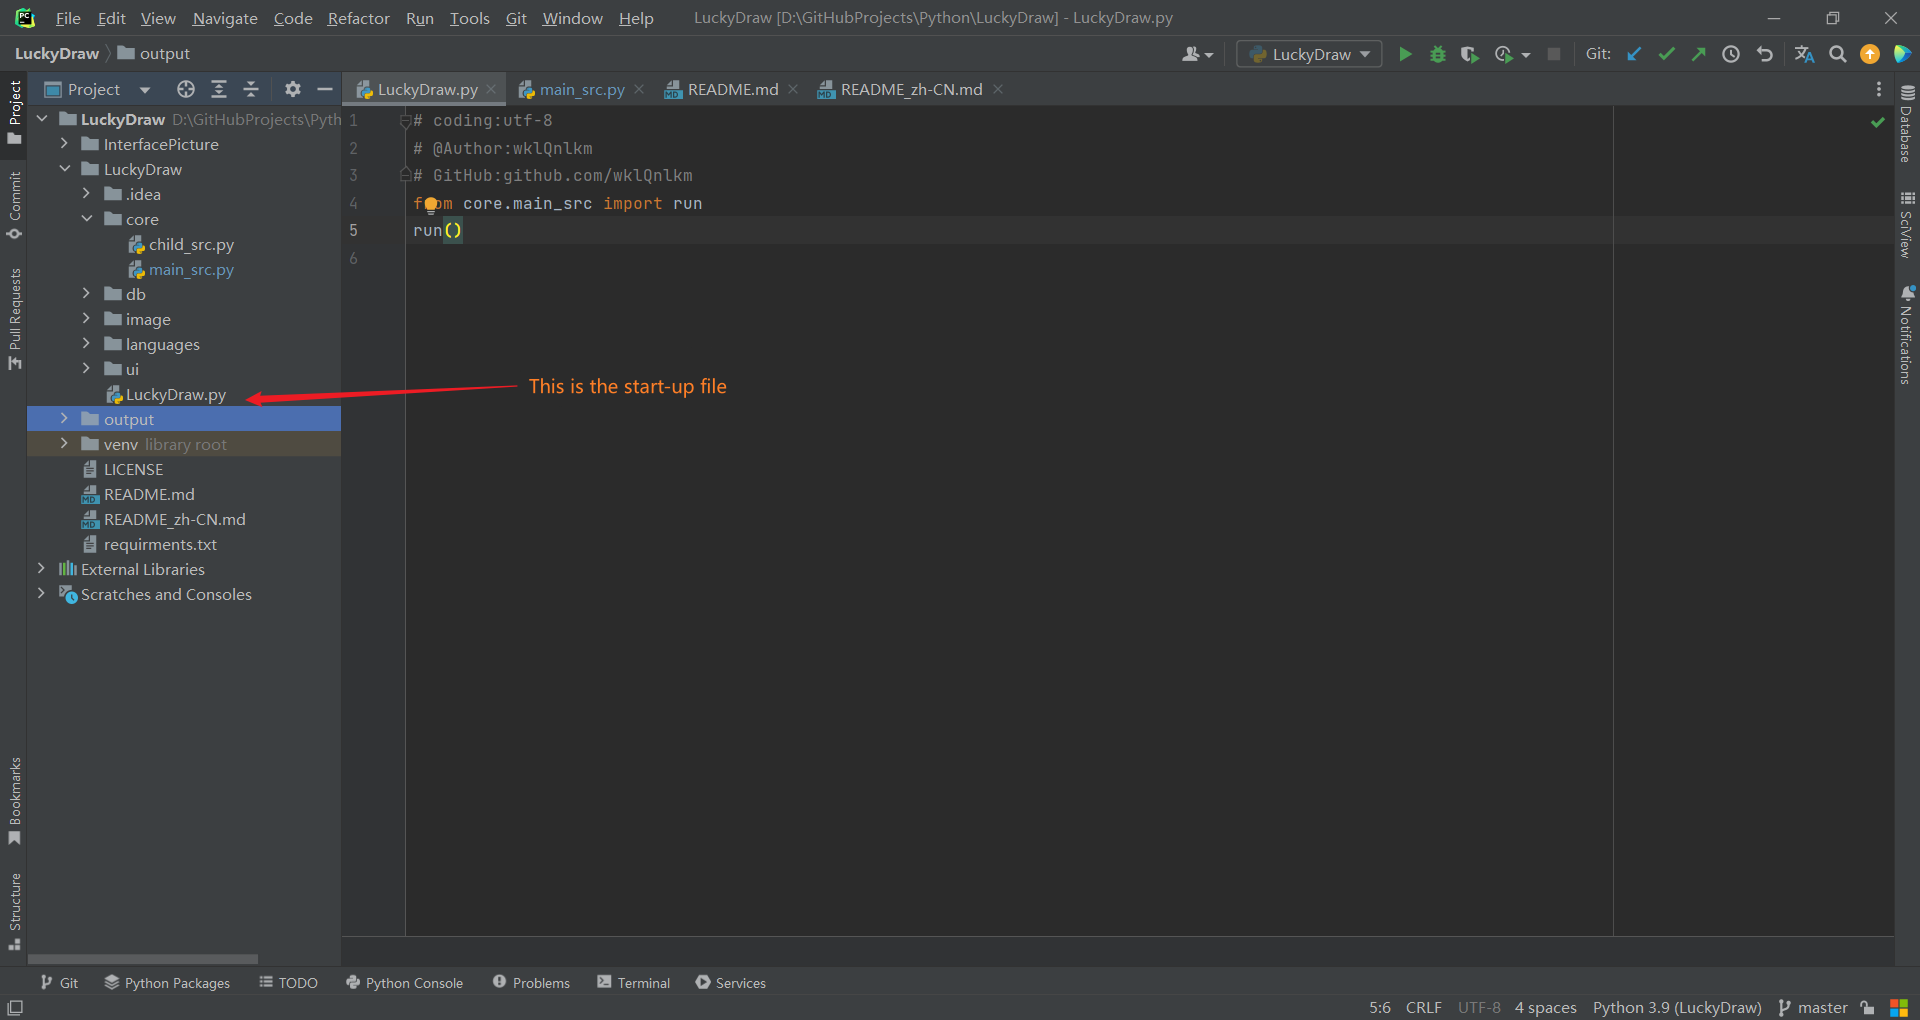 File Edit View Navigate Code Refactor Run Tools Git Window Help LuckyDraw [D:\GitHubProjects\Python\LuckyDraw] - LuckyDraw.py
LuckyDraw output LuckyDraw Git:
Project LuckyDraw.py main_src.py README.md README_zh-CN.md
LuckyDraw D:\GitHubProjects\Pyth
InterfacePicture
LuckyDraw
.idea
core
child_src.py
main_src.py
db
image
languages
ui
LuckyDraw.py
output
venv library root
LICENSE
README.md
README_zh-CN.md
requirments.txt
External Libraries
Scratches and Consoles
1 # coding:utf-8
2 # @Author:wklQnlkm
3 # GitHub:github.com/wklQnlkm
4 from core.main_src import run
5 run()
6
This is the start-up file
Project
Commit
Pull Requests
Bookmarks
Structure
Database
SciView
Notifications
Git Python Packages TODO Python Console Problems Terminal Services
5:6 CRLF UTF-8 4 spaces Python 3.9 (LuckyDraw) master